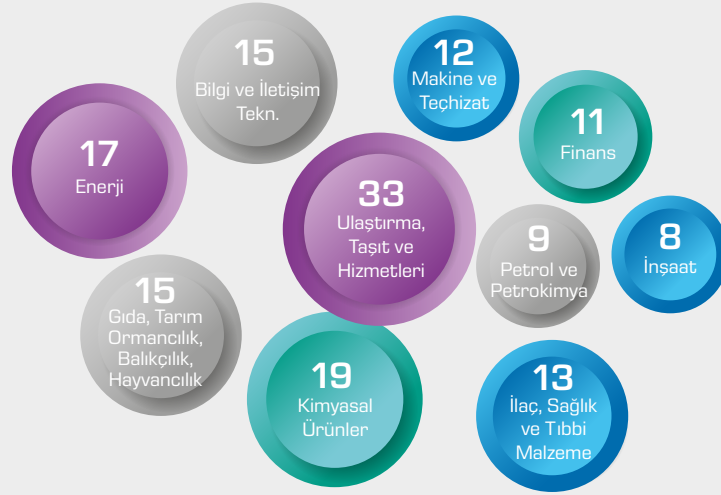 15
Bilgi ve İletişim
Tekn.
12
Makine ve
Teçhizat
11
Finans
17
Enerji
33
Ulaştırma,
Taşıt ve
Hizmetleri
9
Petrol ve
Petrokimya
8
İnşaat
15
Gıda, Tarım
Ormancılık,
Balıkçılık,
Hayvancılık
19
Kimyasal
Ürünler
13
İlaç, Sağlık
ve Tıbbi
Malzeme